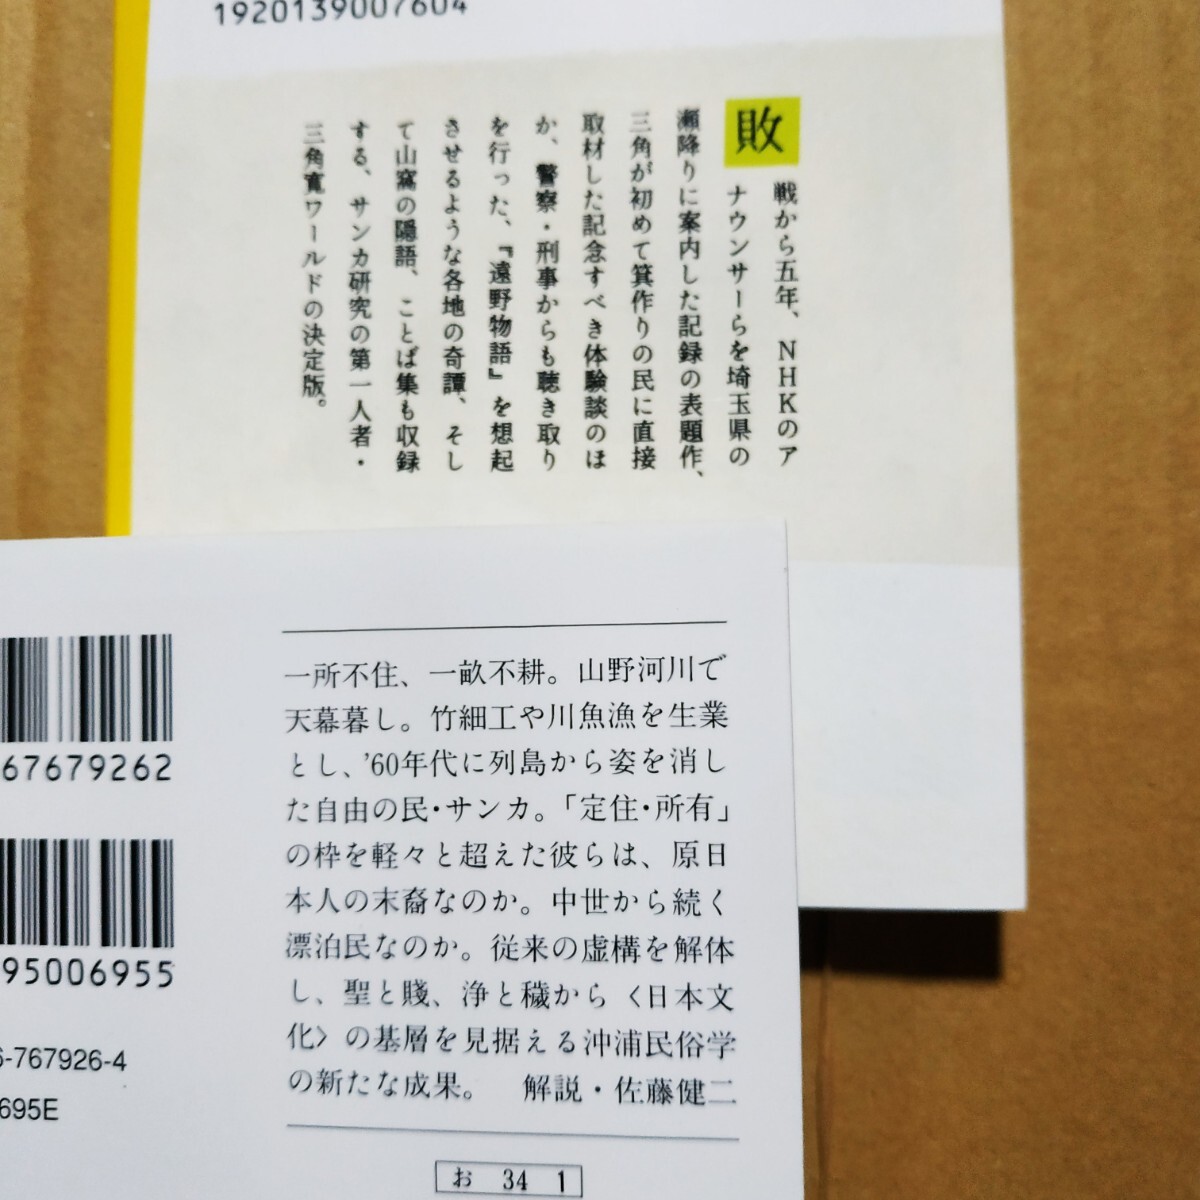 1920139007604
敗
戦から五年、NHKのア
ナウンサーらを埼玉県の
瀬降りに案内した記録の表題作、
三角が初めて箕作りの民に直接
取材した記念すべき体験談のほ
か、警察・刑事からも聴き取り
を行った、『遠野物語』を想起
させるような各地の奇譚、そし
て山窩の隠語、ことば集も収録
する、サンカ研究の第一人者・
三角寛ワールドの決定版。
67679262
95006955
6-767926-4
695E
一所不住、一畝不耕。山野河川で
天幕暮し。竹細工や川魚漁を生業
とし、’60年代に列島から姿を消し
た自由の民・サンカ。「定住・所有」
の枠を軽々と超えた彼らは、原日
本人の末裔なのか。中世から続く
漂泊民なのか。従来の虚構を解体
し、聖と賤、浄と穢から〈日本文
化〉の基層を見据える沖浦民俗学
の新たな成果。　解説・佐藤健二
お 34 1